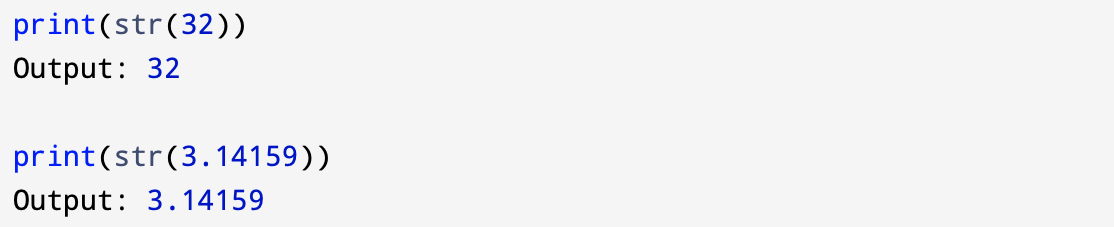 print(str(32))
Output: 32
print(str(3.14159))
Output: 3.14159